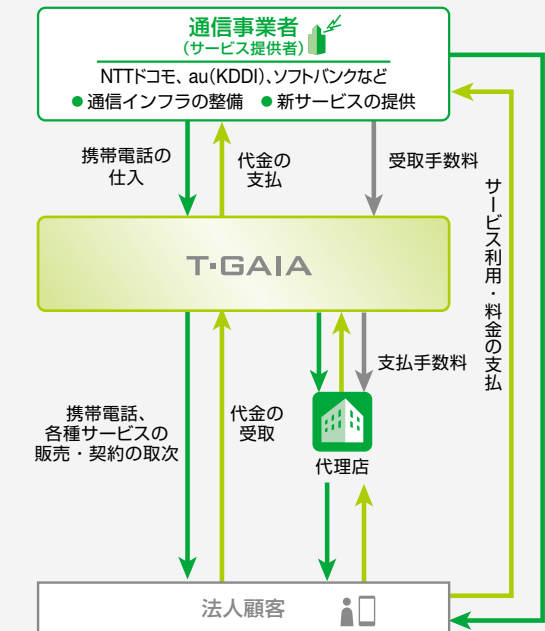 通信事業者
(サービス提供者)
NTTドコモ、au(KDDI)、ソフトバンクなど
●通信インフラの整備 ●新サービスの提供
携帯電話の
仕入
代金の
支払
受取手数料
サービス利用・料金の支払
T・GAIA
支払手数料
携帯電話、
各種サービスの
販売・契約の取次
代金の
受取
代理店
法人顧客